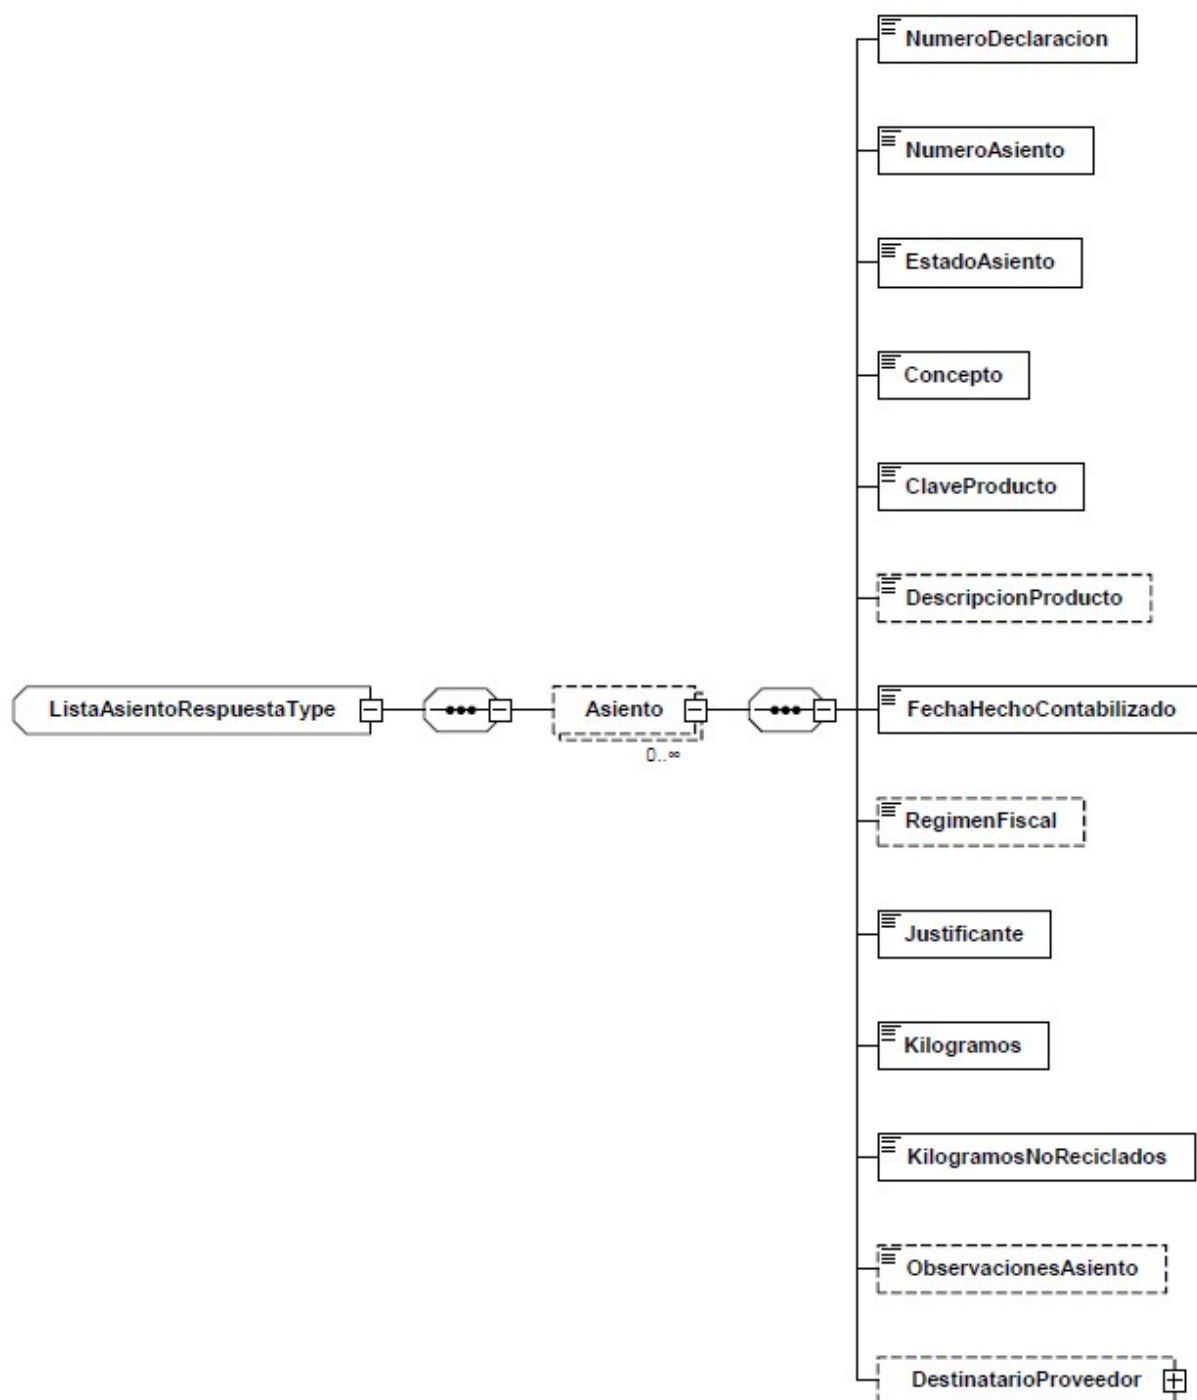 NumeroDeclaracion
NumeroAsiento
EstadoAsiento
Concepto
ClaveProducto
DescripcionProducto
ListaAsientoRespuestaType
Asiento
0..∞
FechaHechoContabilizado
RegimenFiscal
Justificante
Kilogramos
KilogramosNoReciclados
ObservacionesAsiento
DestinatarioProveedor